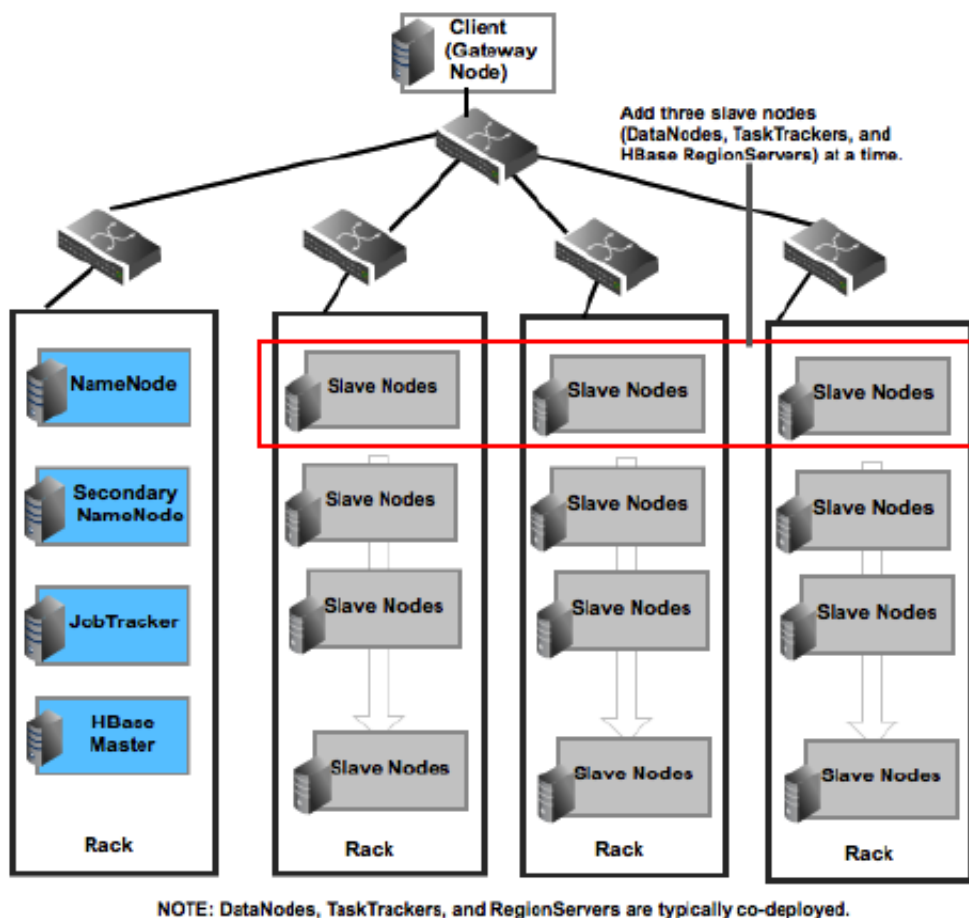 Client
(Gateway
Node)
Add three slave nodes
(DataNodes, TaskTrackers, and
HBase RegionServers) at a time.
NameNode
Secondary
NameNode
JobTracker
HBase
Master
Rack
Slave Nodes
Slave Nodes
Slave Nodes
Slave Nodes
Rack
Slave Nodes
Slave Nodes
Slave Nodes
Slave Nodes
Rack
Slave Nodes
Slave Nodes
Slave Nodes
Slave Nodes
Rack
NOTE: DataNodes, TaskTrackers, and RegionServers are typically co-deployed.